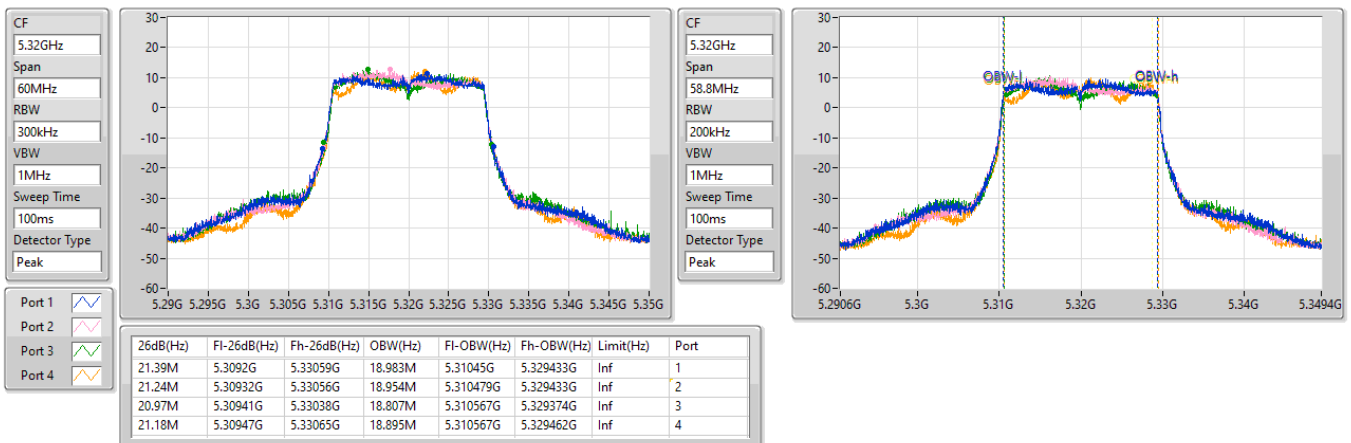 CF
5.32GHz
Span
60MHz
RBW
300kHz
VBW
1MHz
Sweep Time
100ms
Detector Type
Peak
30
20
10
0
-10
-20
-30
-40
-50
-60
5.29G 5.295G 5.3G 5.305G 5.31G 5.315G 5.32G 5.325G 5.33G 5.335G 5.34G 5.345G 5.35G
CF
5.32GHz
Span
58.8MHz
RBW
200kHz
VBW
1MHz
Sweep Time
100ms
Detector Type
Peak
30
20
10
0
-10
-20
-30
-40
-50
-60
OBW-l OBW-h
5.2906G 5.3G 5.31G 5.32G 5.33G 5.34G 5.3494G
Port 1
Port 2
Port 3
Port 4
26dB(Hz) Fl-26dB(Hz) Fh-26dB(Hz) OBW(Hz) Fl-OBW(Hz) Fh-OBW(Hz) Limit(Hz) Port
21.39M 5.3092G 5.33059G 18.983M 5.31045G 5.329433G Inf 1
21.24M 5.30932G 5.33056G 18.954M 5.310479G 5.329433G Inf 2
20.97M 5.30941G 5.33038G 18.807M 5.310567G 5.329374G Inf 3
21.18M 5.30947G 5.33065G 18.895M 5.310567G 5.329462G Inf 4